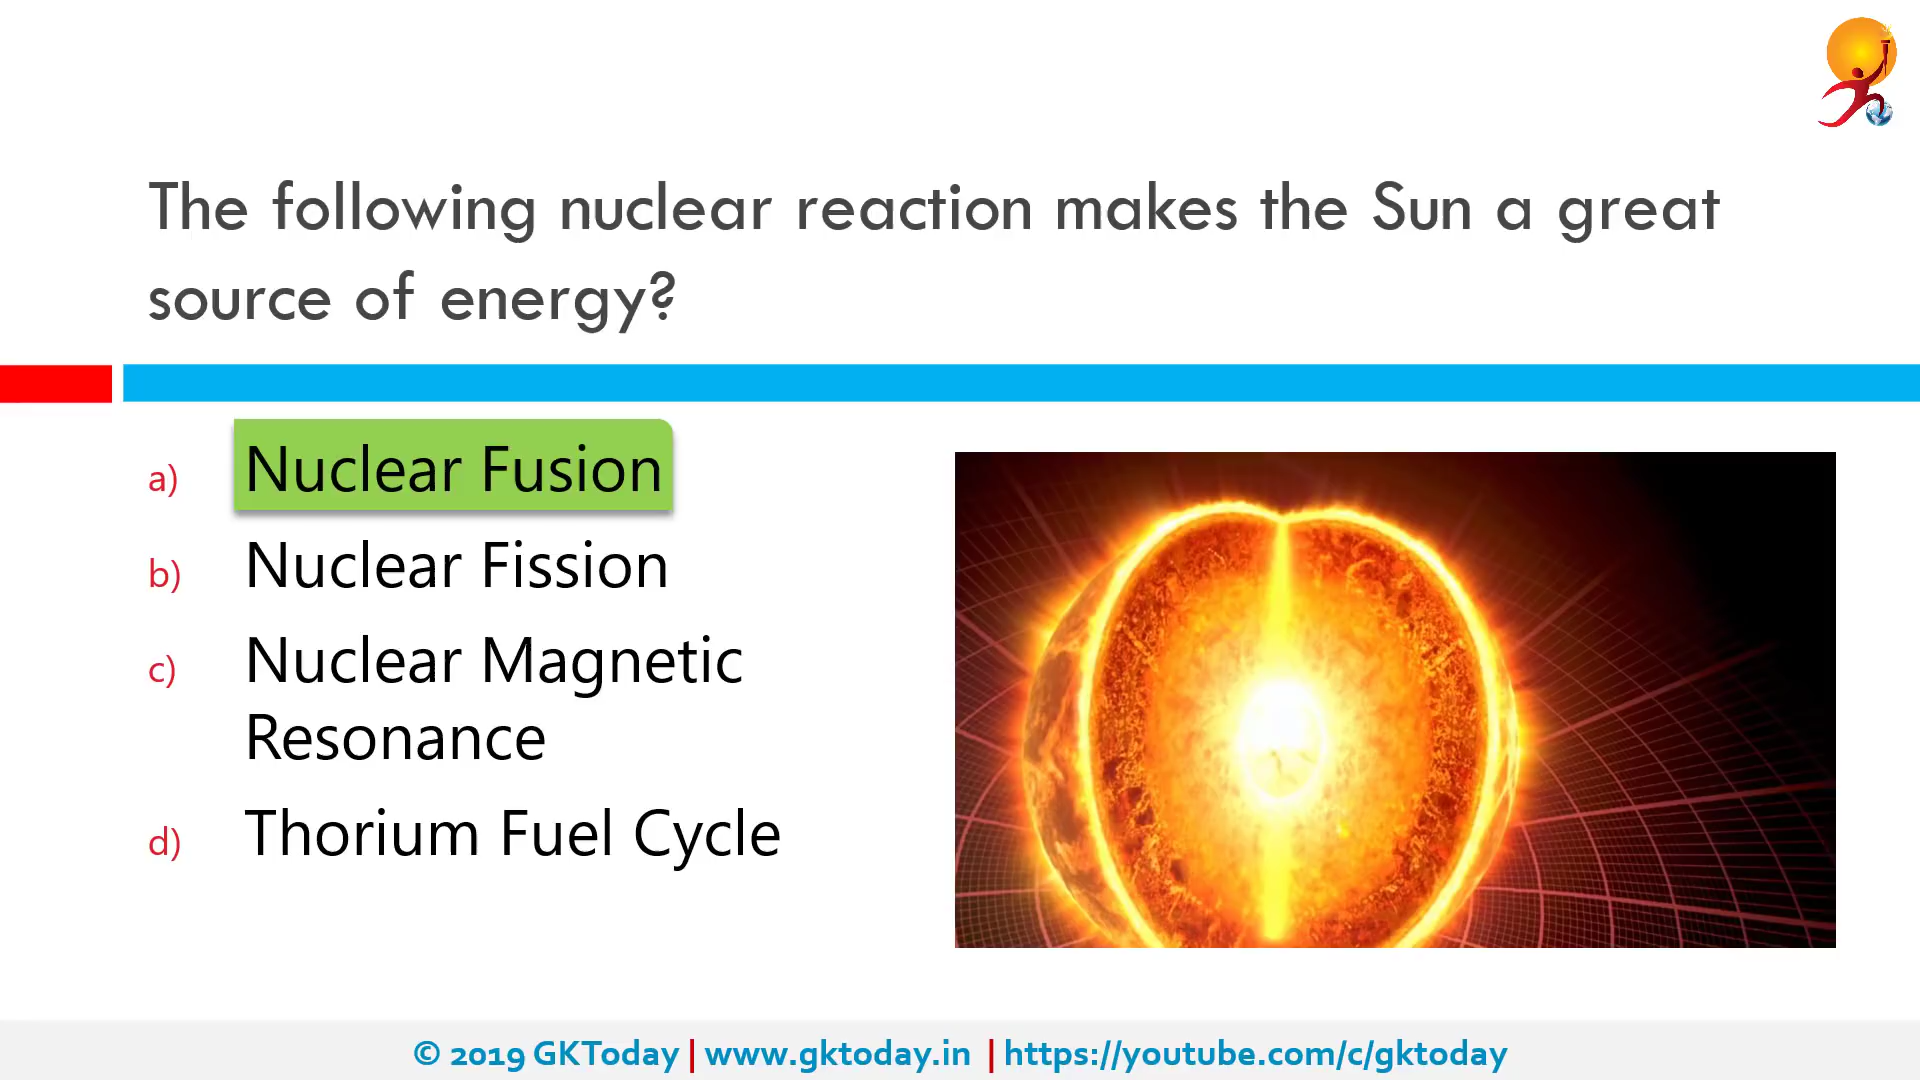 The following nuclear reaction makes the Sun a great
source of energy?
a) Nuclear Fusion
b) Nuclear Fission
c) Nuclear Magnetic
Resonance
d) Thorium Fuel Cycle
© 2019 GKToday | www.gktoday.in | https://youtube.com/c/gktoday